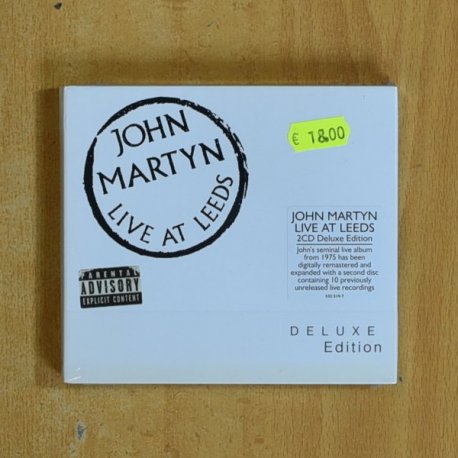 JOHN
MARTYN
LIVE AT LEEDS
€ 18.00
JOHN MARTYN
LIVE AT LEEDS
2CD Deluxe Edition
John's seminal live album
from 1975 has been
digitally remastered and
expanded with a second disc
containing 10 previously
unreleased live recordings
PARENTAL
ADVISORY
EXPLICIT CONTENT
DELUXE
Edition